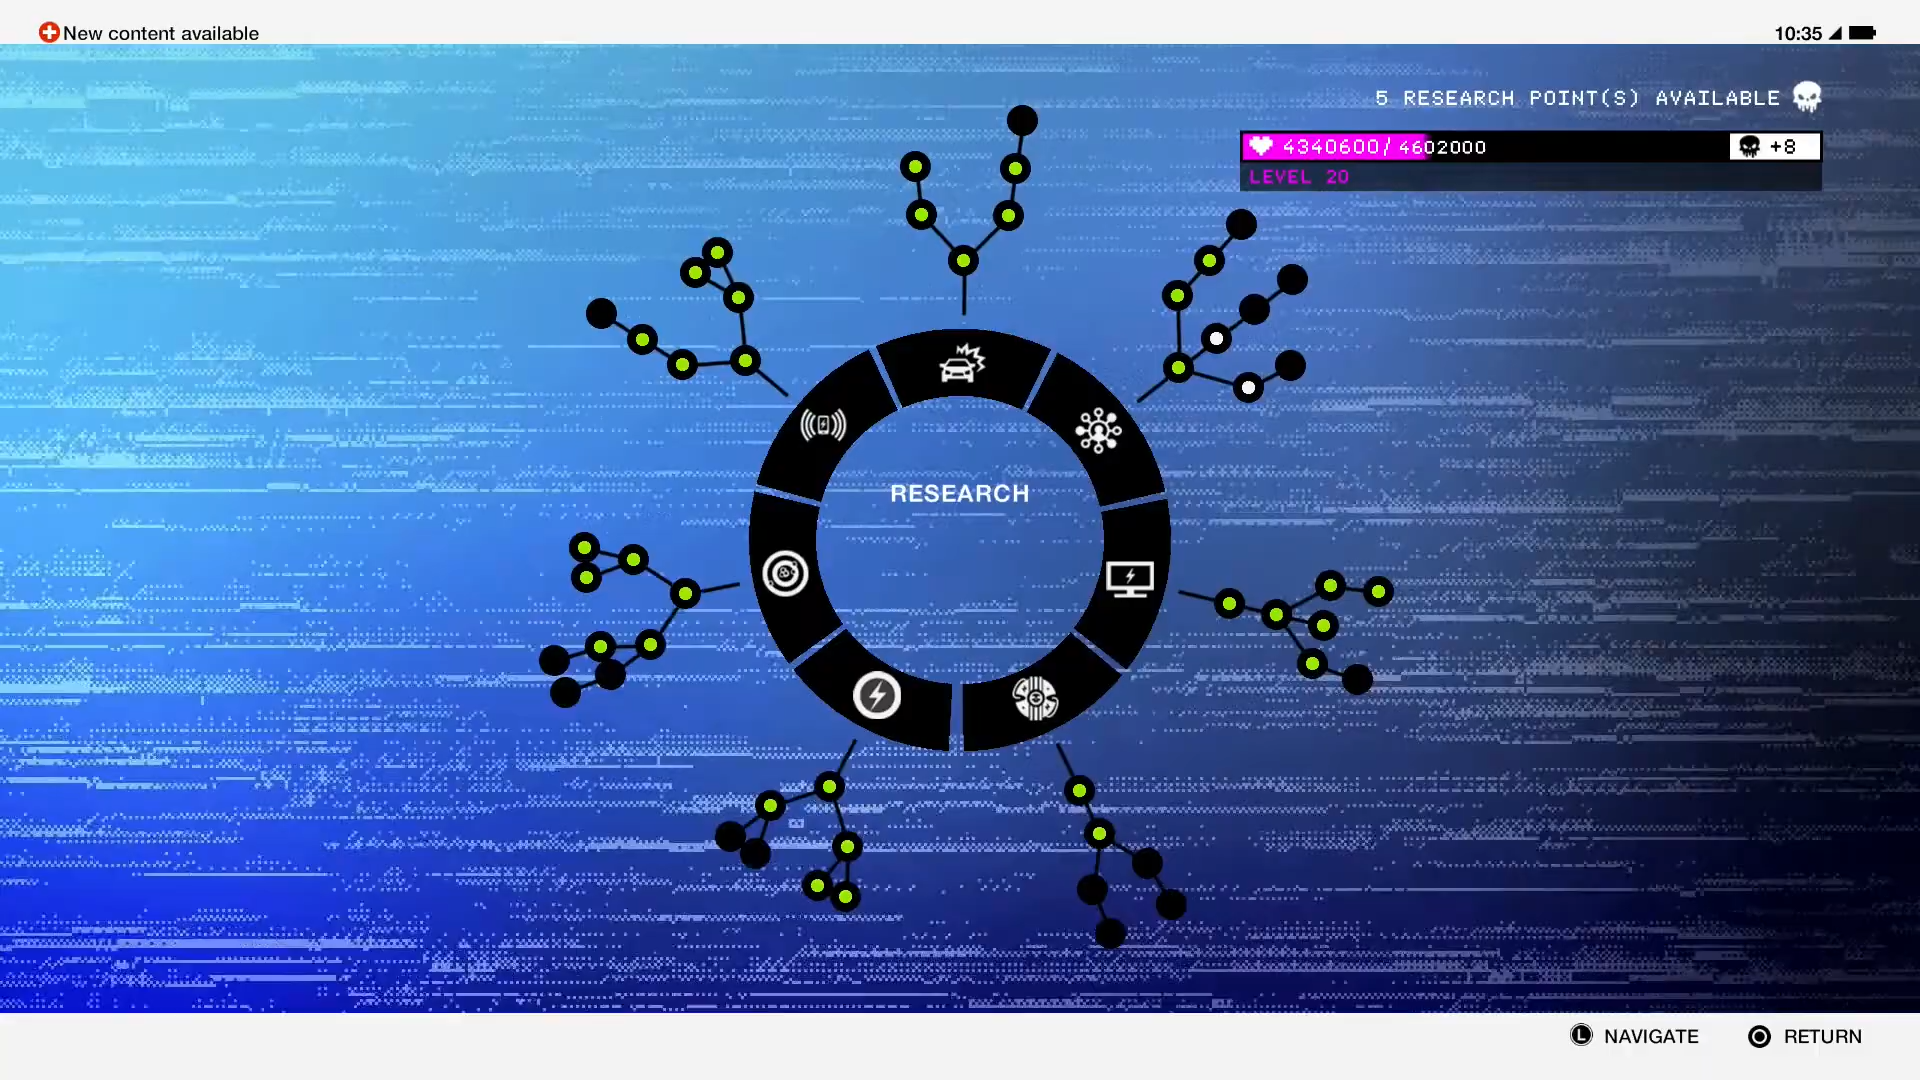 New content available
10:35
5 RESEARCH POINT(S) AVAILABLE
4340600/4602000
+8
LEVEL 20
RESEARCH
L NAVIGATE
RETURN